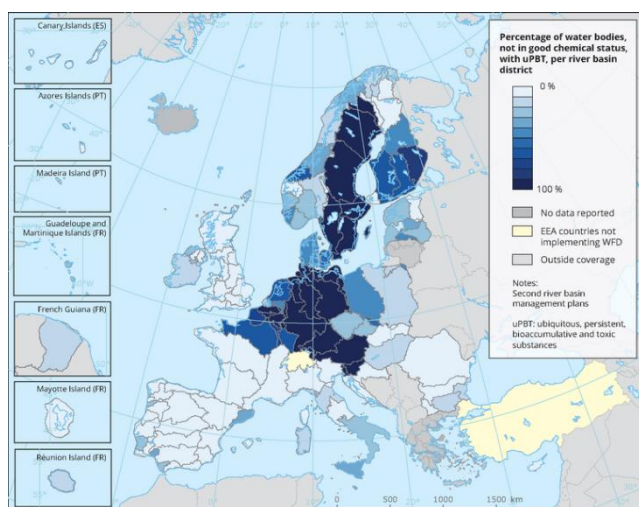 Canary Islands (ES)
Azores Islands (PT)
Madeira Island (PT)
Guadeloupe and
Martinique Islands (FR)
French Guiana (FR)
Mayotte Island (FR)
Réunion Island (FR)
Percentage of water bodies,
not in good chemical status,
with uPBT, per river basin
district
0 %
100 %
No data reported
EEA countries not
implementing WFD
Outside coverage
Notes:
Second river basin
management plans
uPBT: ubiquitous, persistent,
bioaccumulative and toxic
substances
0 500 1000 1500 km